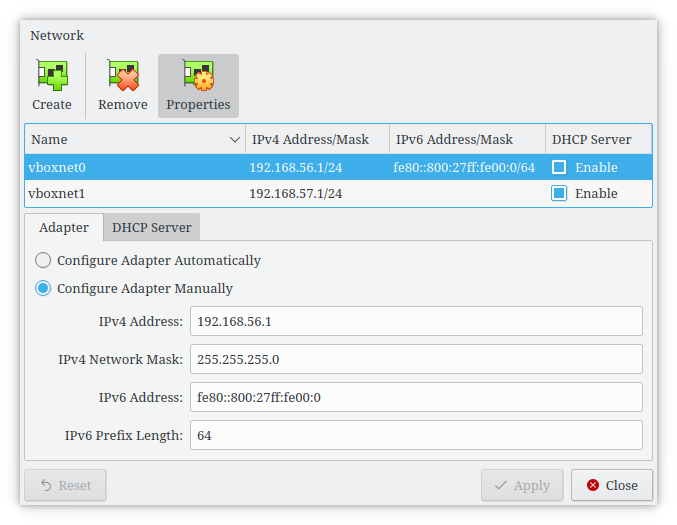 Network
Create Remove Properties
Name IPv4 Address/Mask IPv6 Address/Mask DHCP Server
vboxnet0 192.168.56.1/24 fe80::800:27ff:fe00:0/64 Enable
vboxnet1 192.168.57.1/24 Enable
Adapter DHCP Server
Configure Adapter Automatically
Configure Adapter Manually
IPv4 Address: 192.168.56.1
IPv4 Network Mask: 255.255.255.0
IPv6 Address: fe80::800:27ff:fe00:0
IPv6 Prefix Length: 64
Reset Apply Close